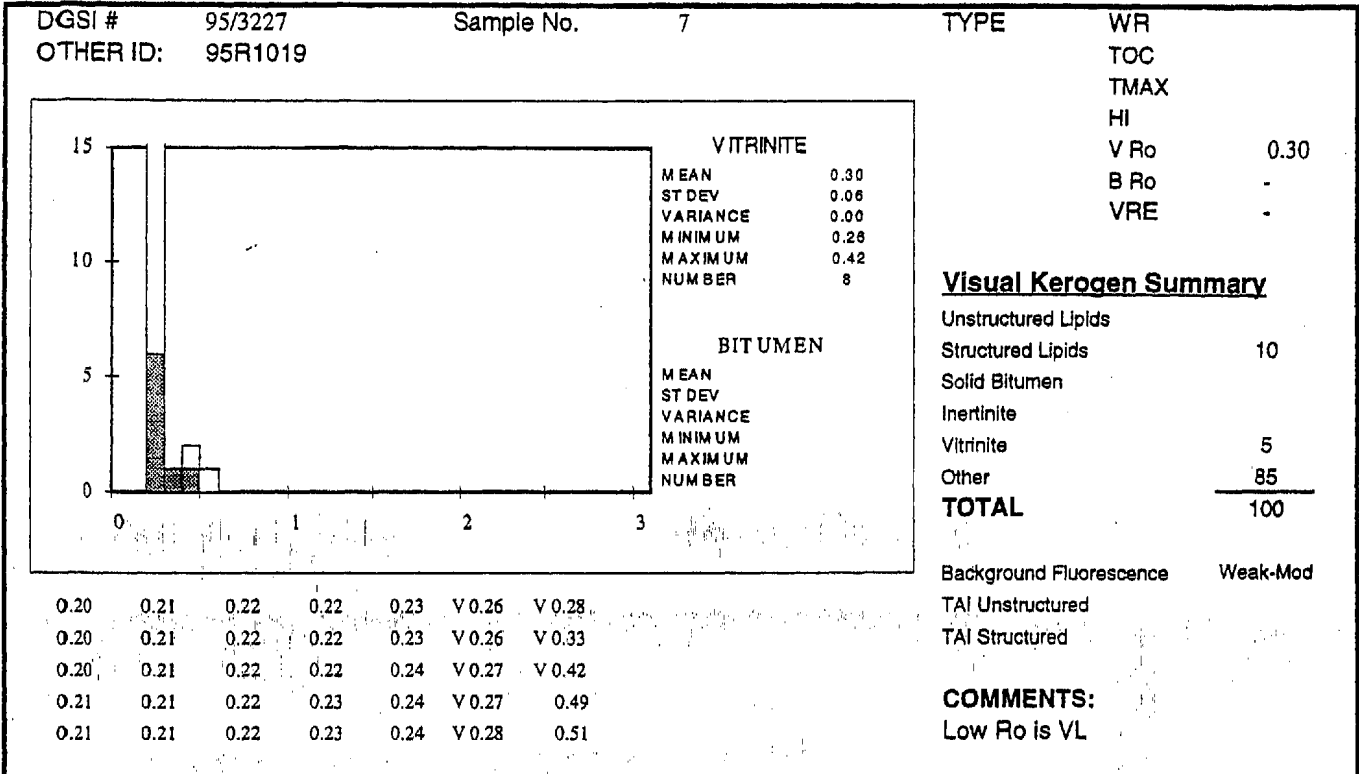 DGSI # 95/3227 Sample No. 7 TYPE WR
OTHER ID: 95R1019 TOC
TMAX
HI
V Ro 0.30
B Ro -
VRE -
15
10
5
0
0 1 2 3
VITRINITE
MEAN 0.30
ST DEV 0.06
VARIANCE 0.00
MINIMUM 0.26
MAXIMUM 0.42
NUMBER 8
BITUMEN
MEAN
ST DEV
VARIANCE
MINIMUM
MAXIMUM
NUMBER
Visual Kerogen Summary
Unstructured Lipids
Structured Lipids 10
Solid Bitumen
Inertinite
Vitrinite 5
Other 85
TOTAL 100
Background Fluorescence Weak-Mod
TAI Unstructured
TAI Structured
COMMENTS:
Low Ro is VL
0.20 0.21 0.22 0.22 0.23 V 0.26 V 0.28
0.20 0.21 0.22 0.22 0.23 V 0.26 V 0.33
0.20 0.21 0.22 0.22 0.24 V 0.27 V 0.42
0.21 0.21 0.22 0.23 0.24 V 0.27 0.49
0.21 0.21 0.22 0.23 0.24 V 0.28 0.51